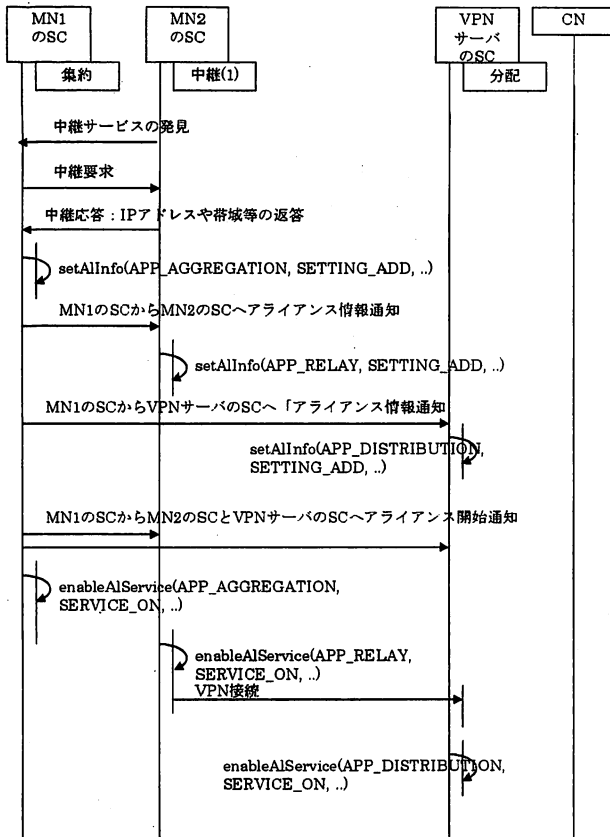 MN1
のSC
MN2
のSC
VPN
サーバ
のSC
CN
集約
中継(1)
分配
中継サービスの発見
中継要求
中継応答：IPアドレスや帯域等の返答
setAlInfo(APP_AGGREGATION, SETTING_ADD, ..)
MN1のSCからMN2のSCへアライアンス情報通知
setAlInfo(APP_RELAY, SETTING_ADD, ..)
MN1のSCからVPNサーバのSCへ「アライアンス情報通知
setAlInfo(APP_DISTRIBUTION,
SETTING_ADD, ..)
MN1のSCからMN2のSCとVPNサーバのSCへアライアンス開始通知
enableAlService(APP_AGGREGATION,
SERVICE_ON, ..)
enableAlService(APP_RELAY,
SERVICE_ON, ..)
VPN接続
enableAlService(APP_DISTRIBUTION,
SERVICE_ON, ..)